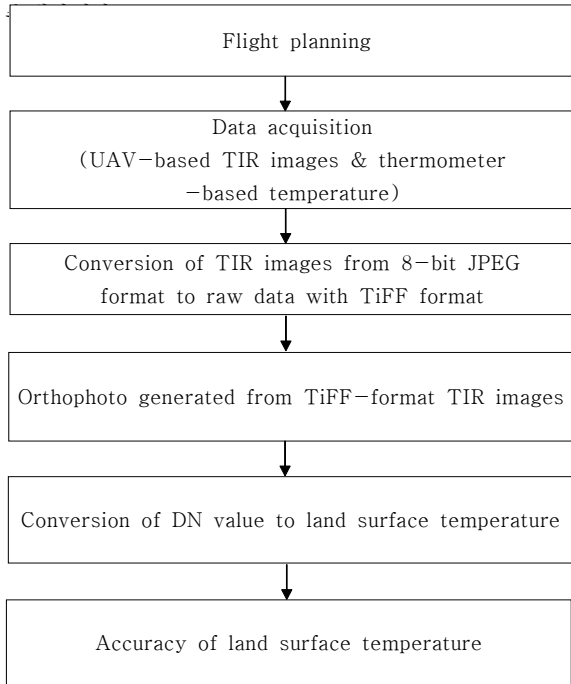 Flight planning
Data acquisition
(UAV-based TIR images & thermometer
-based temperature)
Conversion of TIR images from 8-bit JPEG
format to raw data with TiFF format
Orthophoto generated from TiFF-format TIR images
Conversion of DN value to land surface temperature
Accuracy of land surface temperature